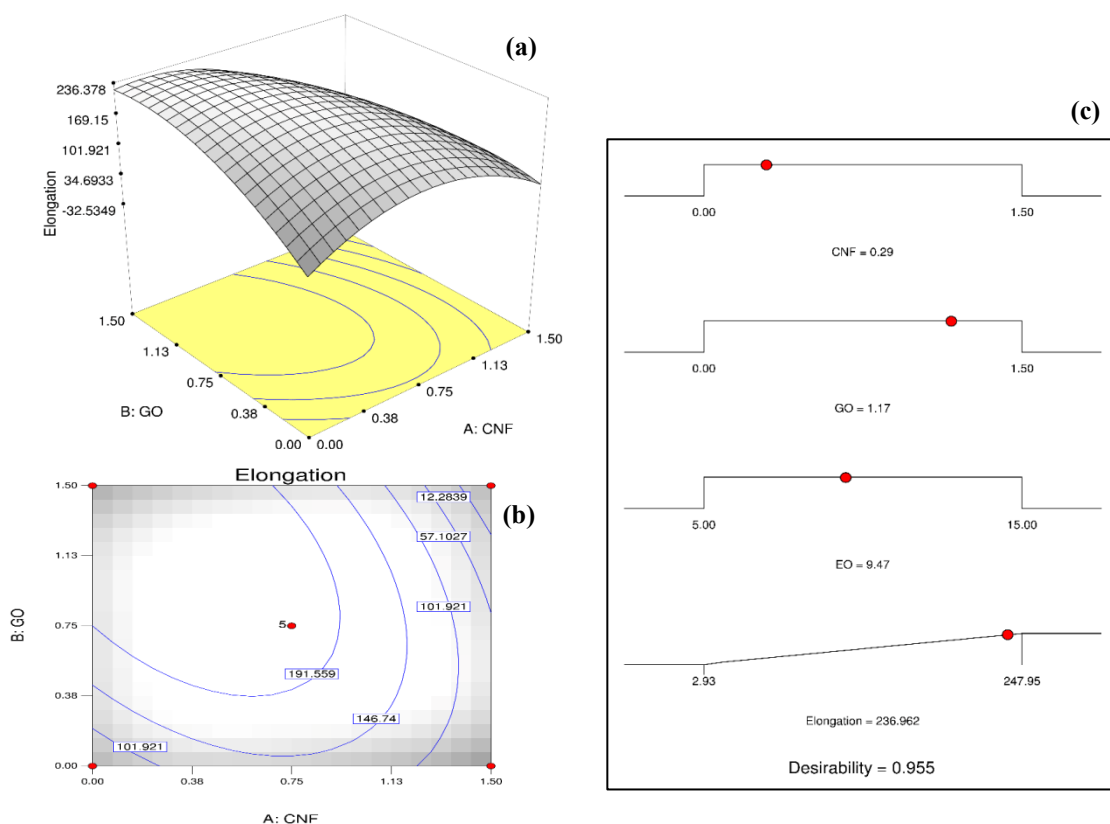 (a)
236.378
169.15
101.921
34.6933
-32.5349
Elongation
1.50
1.13
0.75
0.38
0.00
B: GO
0.00
0.38
0.75
1.13
1.50
A: CNF
Elongation
(b)
1.50
1.13
0.75
0.38
0.00
B: GO
12.2839
57.1027
101.921
5
191.559
146.74
101.921
0.00
0.38
0.75
1.13
1.50
A: CNF
(c)
0.00 1.50
CNF = 0.29
0.00 1.50
GO = 1.17
5.00 15.00
EO = 9.47
2.93 247.95
Elongation = 236.962
Desirability = 0.955